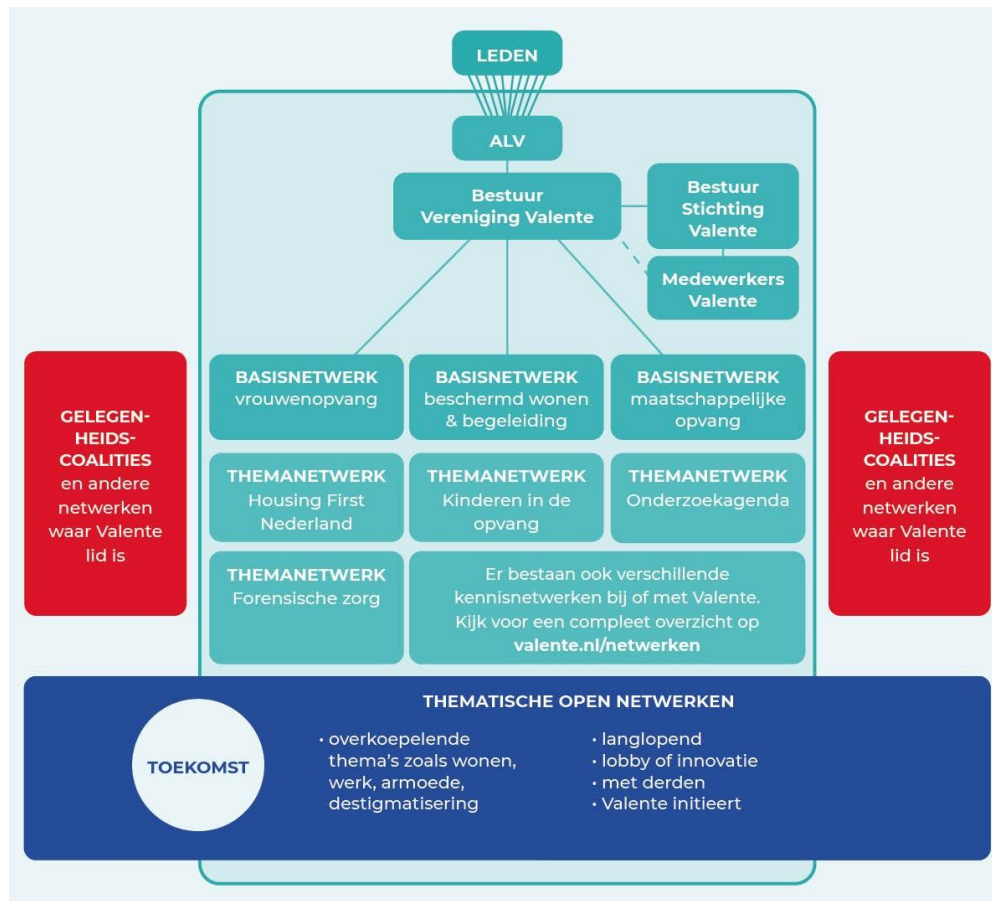 LEDEN
ALV
Bestuur
Vereniging Valente
Bestuur
Stichting
Valente
Medewerkers
Valente
GELEGEN-
HEIDS-
COALITIES
en andere
netwerken
waar Valente
lid is
BASISNETWERK
vrouwenopvang
BASISNETWERK
beschermd wonen
& begeleiding
BASISNETWERK
maatschappelijke
opvang
THEMANETWERK
Housing First
Nederland
THEMANETWERK
Kinderen in de
opvang
THEMANETWERK
Onderzoekagenda
THEMANETWERK
Forensische zorg
Er bestaan ook verschillende
kennisnetwerken bij of met Valente.
Kijk voor een compleet overzicht op
valente.nl/netwerken
GELEGEN-
HEIDS-
COALITIES
en andere
netwerken
waar Valente
lid is
TOEKOMST
THEMATISCHE OPEN NETWERKEN
• overkoepelende
thema's zoals wonen,
werk, armoede,
destigmatisering
• langlopend
• lobby of innovatie
• met derden
• Valente initieert